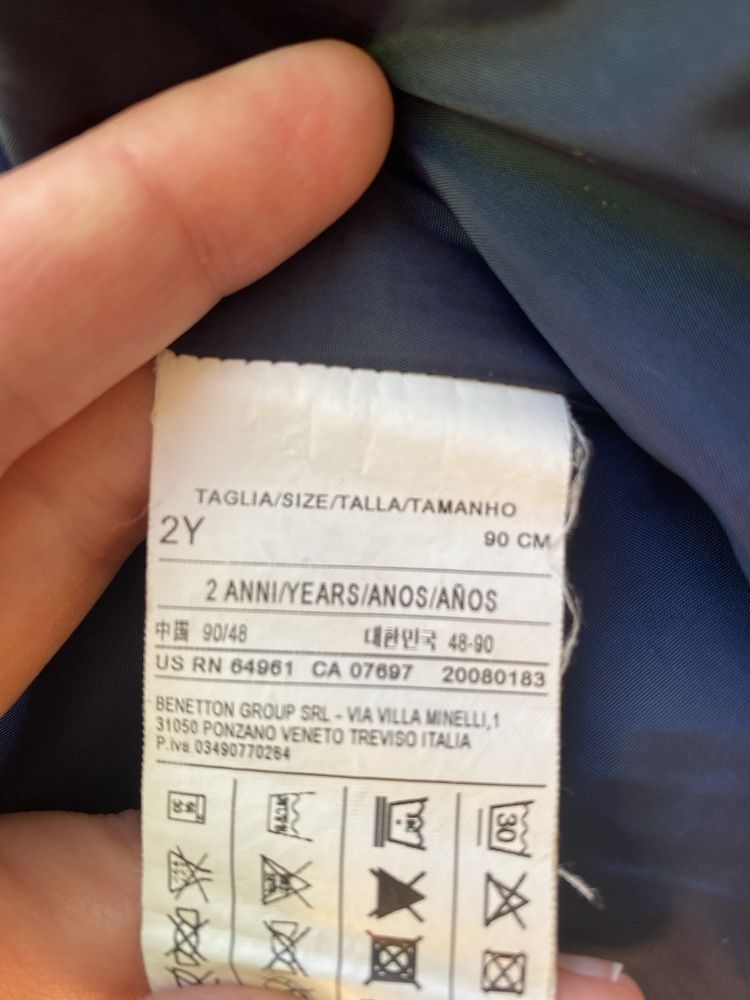 TAGLIA/SIZE/TALLA/TAMANHO
2Y 90 CM
2 ANNI/YEARS/ANOS/AÑOS
中国 90/48 대한민국 48-90
US RN 64961 CA 07697 20080183
BENETTON GROUP SRL - VIA VILLA MINELLI,1
31050 PONZANO VENETO TREVISO ITALIA
P.Iva 03490770264
30